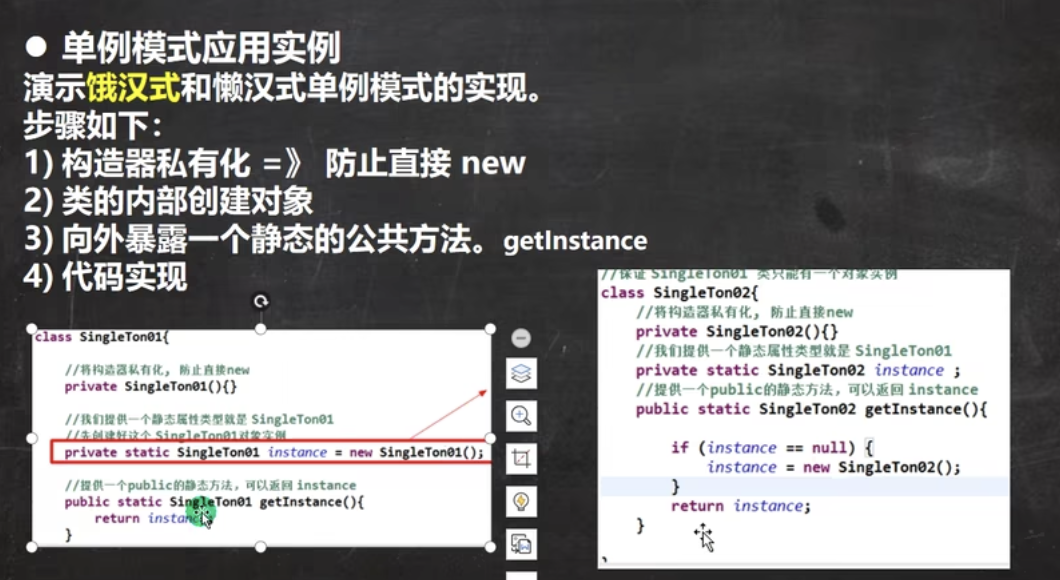 ● 单例模式应用实例
演示饿汉式和懒汉式单例模式的实现。
步骤如下：
1) 构造器私有化 =》 防止直接 new
2) 类的内部创建对象
3) 向外暴露一个静态的公共方法。getInstance
4) 代码实现
class SingleTon01{
//将构造器私有化, 防止直接new
private SingleTon01(){}
//我们提供一个静态属性类型就是 SingleTon01
//先创建好这个 SingleTon01对象实例
private static SingleTon01 instance = new SingleTon01();
//提供一个public的静态方法，可以返回 instance
public static SingleTon01 getInstance(){
return
}
//保证 SingleTon01 类只能有一个对象实例
class SingleTon02{
//将构造器私有化, 防止直接new
private SingleTon02(){}
//我们提供一个静态属性类型就是 SingleTon01
private static SingleTon02 instance ;
//提供一个public的静态方法，可以返回 instance
public static SingleTon02 getInstance(){
if (instance == null) {
instance = new SingleTon02();
}
return instance;
}